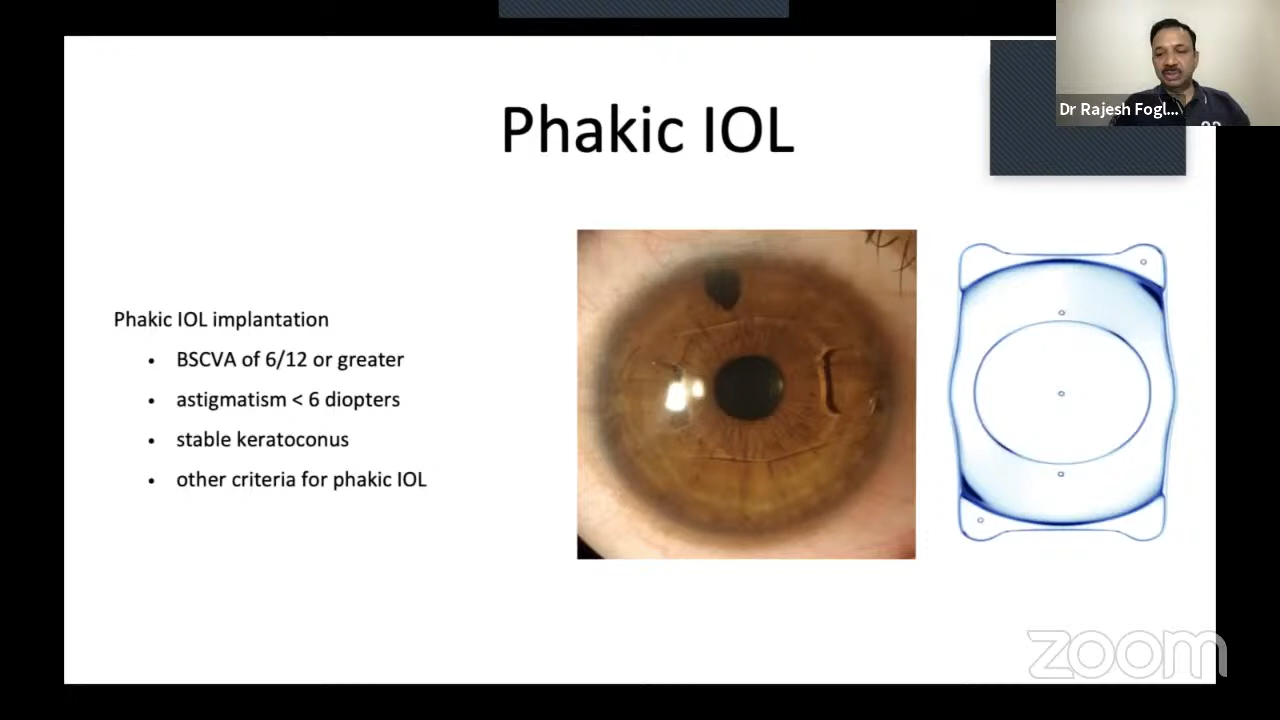 Phakic IOL
Dr Rajesh Fogl...
Phakic IOL implantation
• BSCVA of 6/12 or greater
• astigmatism < 6 diopters
• stable keratoconus
• other criteria for phakic IOL
zoom